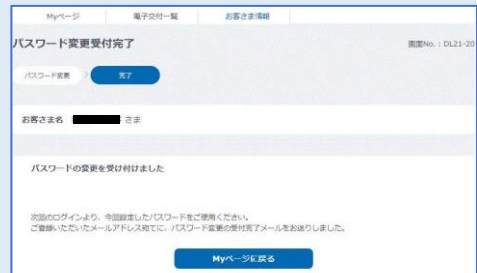 Myページ 電子交付一覧 お客さま情報
パスワード変更受付完了 画面No.：DL21-20
パスワード変更 完了
お客さま名 さま
パスワードの変更を受け付けました
次回のログインより、今回設定したパスワードをご使用ください。
ご登録いただいたメールアドレス宛てに、パスワード変更の受付完了メールをお送りしました。
Myページに戻る